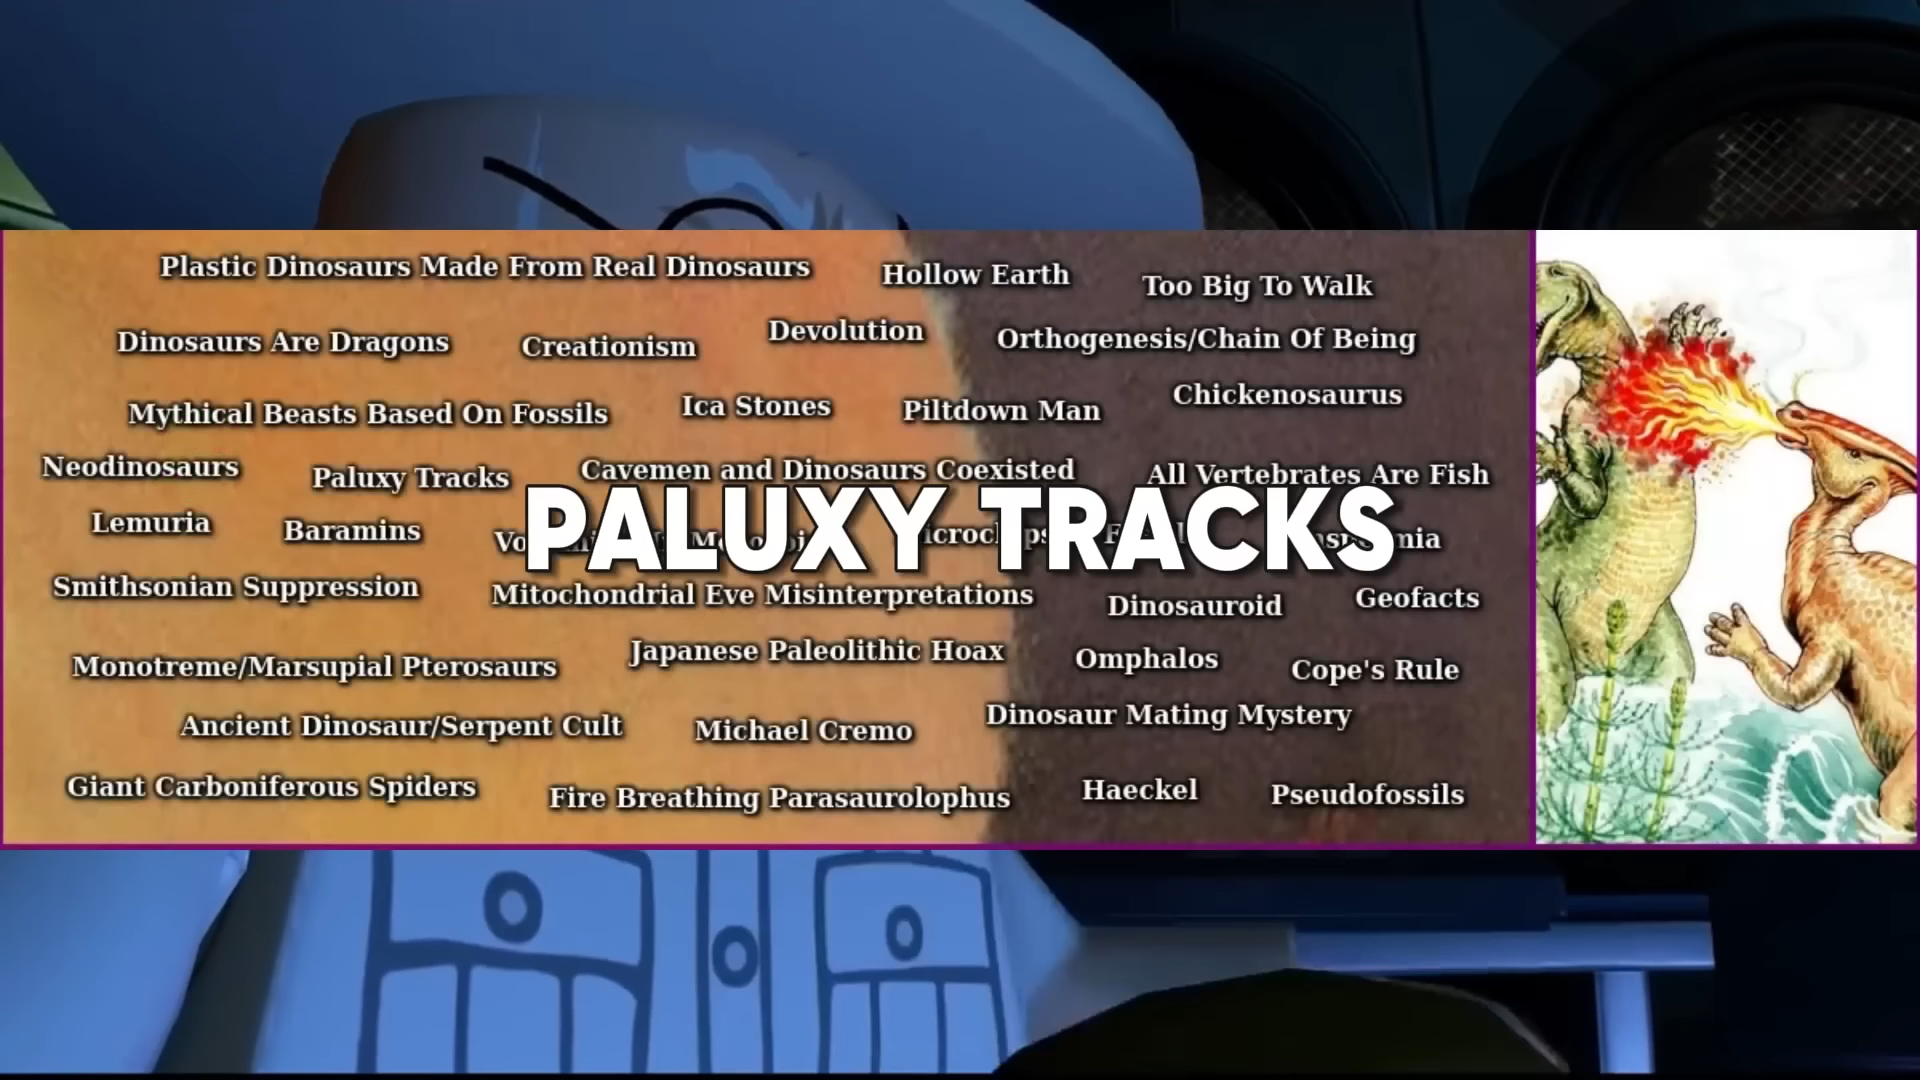 Plastic Dinosaurs Made From Real Dinosaurs
Hollow Earth
Too Big To Walk
Dinosaurs Are Dragons
Creationism
Devolution
Orthogenesis/Chain Of Being
Mythical Beasts Based On Fossils
Ica Stones
Piltdown Man
Chickenosaurus
Neodinosaurs
Paluxy Tracks
Cavemen and Dinosaurs Coexisted
All Vertebrates Are Fish
PALUXY TRACKS
Lemuria
Baramins
Smithsonian Suppression
Mitochondrial Eve Misinterpretations
Dinosauroid
Geofacts
Monotreme/Marsupial Pterosaurs
Japanese Paleolithic Hoax
Omphalos
Cope's Rule
Ancient Dinosaur/Serpent Cult
Michael Cremo
Dinosaur Mating Mystery
Giant Carboniferous Spiders
Fire Breathing Parasaurolophus
Haeckel
Pseudofossils